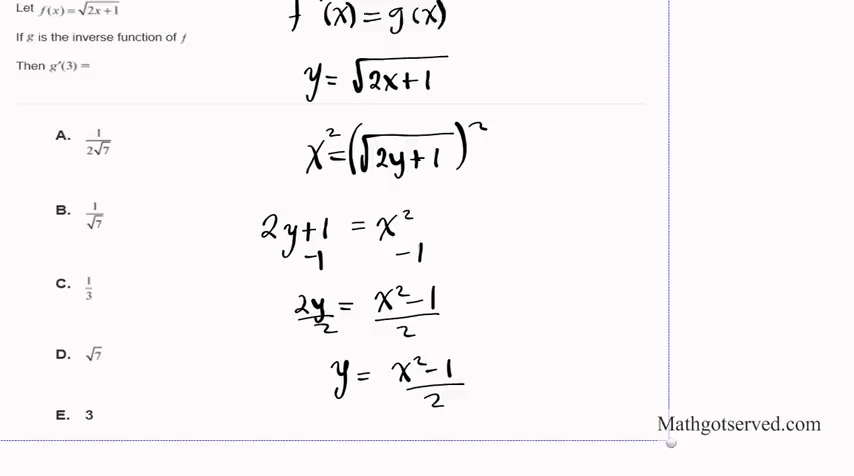 Let f(x) = √(2x + 1)
If g is the inverse function of f
Then g′(3) =
A. 1/(2√7)
B. 1/√7
C. 1/3
D. √7
E. 3
f (x) = g(x)
y = √(2x+1)
x² = (√(2y+1))²
2y+1 = x²
-1 -1
2y/2 = (x²-1)/2
y = (x²-1)/2
Mathgotserved.com